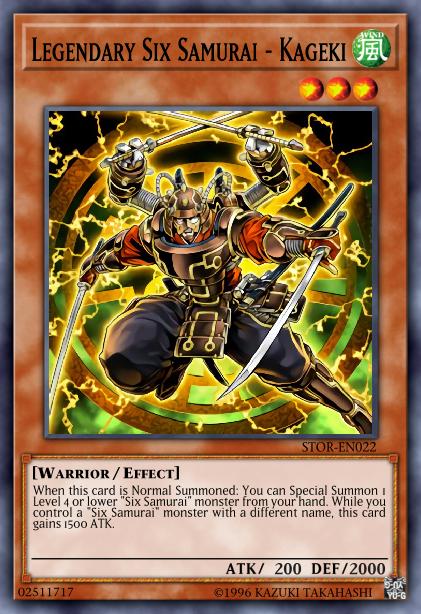 Legendary Six Samurai - Kageki
WIND
風
STOR-EN022
[Warrior / Effect]
When this card is Normal Summoned: You can Special Summon 1
Level 4 or lower "Six Samurai" monster from your hand. While you
control a "Six Samurai" monster with a different name, this card
gains 1500 ATK.
ATK/ 200 DEF/2000
02511717
©1996 KAZUKI TAKAHASHI